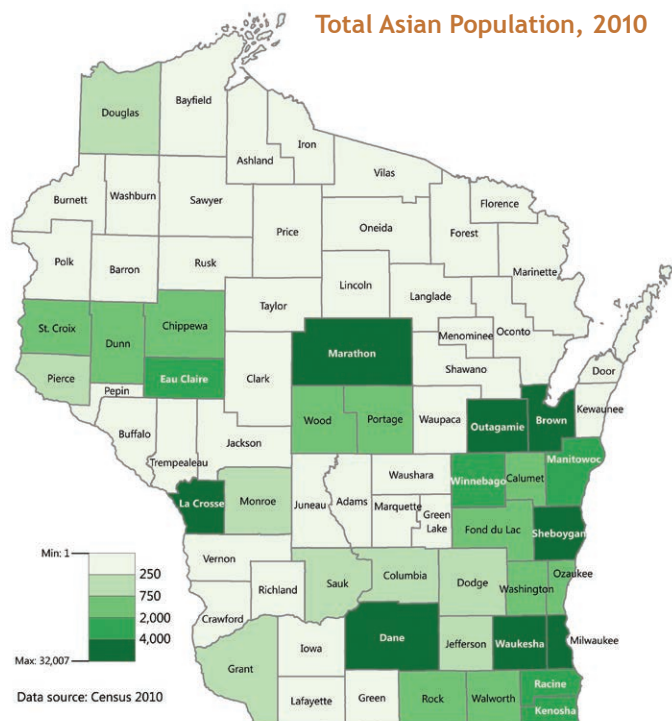 Total Asian Population, 2010
Bayfield
Douglas
Iron
Ashland
Vilas
Florence
Burnett
Washburn
Sawyer
Price
Oneida
Forest
Marinette
Polk
Barron
Rusk
Lincoln
Langlade
Taylor
Oconto
Menominee
St. Croix
Chippewa
Dunn
Marathon
Shawano
Door
Pierce
Eau Claire
Clark
Pepin
Kewaunee
Wood
Portage
Waupaca
Outagamie
Brown
Buffalo
Jackson
Trempealeau
Manitowoc
Waushara
Winnebago
Calumet
La Crosse
Monroe
Juneau
Adams
Marquette
Green
Lake
Fond du Lac
Sheboygan
Vernon
Richland
Sauk
Columbia
Dodge
Washington
Ozaukee
Crawford
Iowa
Dane
Jefferson
Waukesha
Milwaukee
Grant
Lafayette
Green
Rock
Walworth
Racine
Kenosha
Min: 1
250
750
2,000
4,000
Max: 32,007
Data source: Census 2010